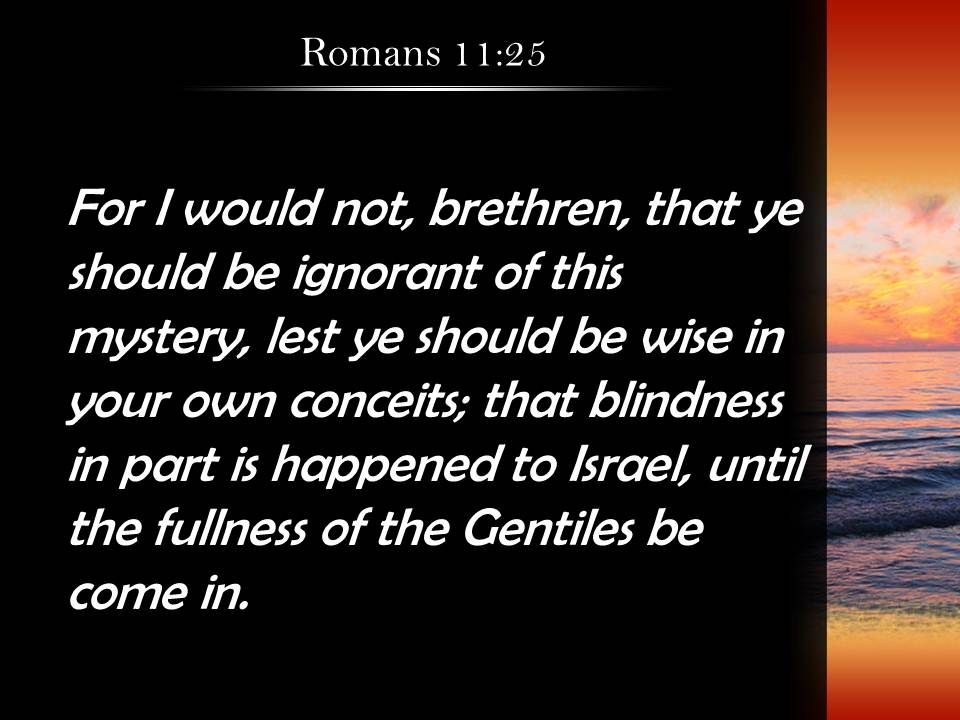 Romans 11:25
For I would not, brethren, that ye
should be ignorant of this
mystery, lest ye should be wise in
your own conceits; that blindness
in part is happened to Israel, until
the fullness of the Gentiles be
come in.